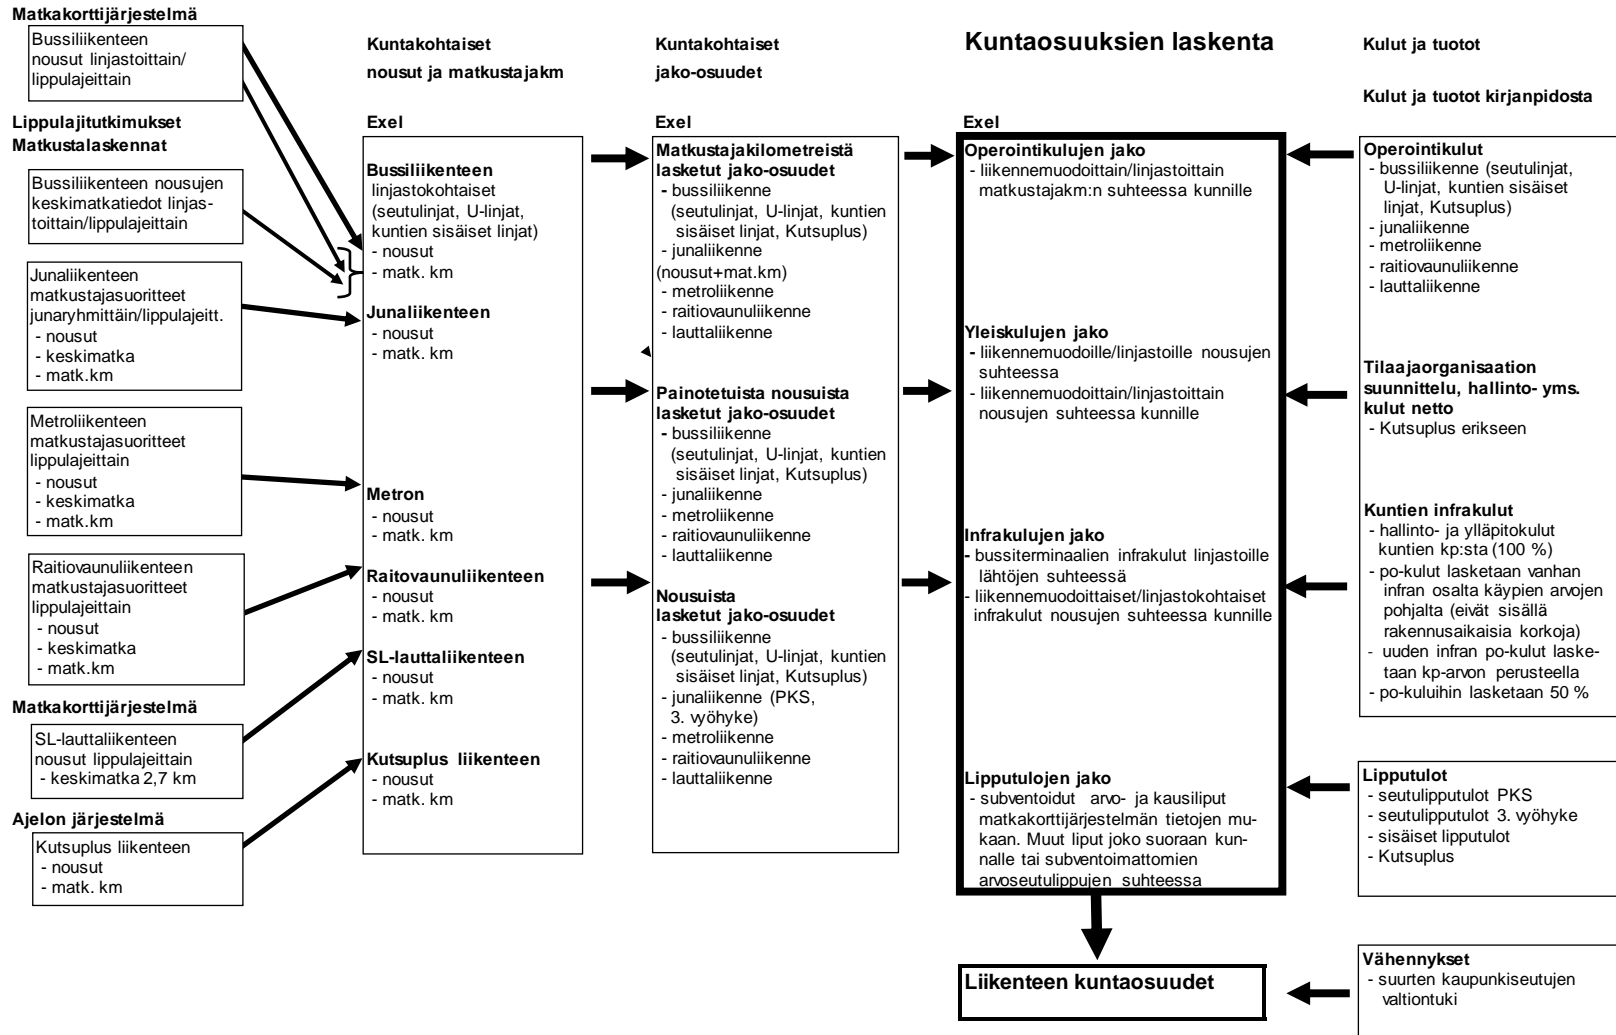 Matkakorttijärjestelmä
Bussiliikenteen
nousut linjastoittain/
lippulajeittain
Lippulajitutkimukset
Matkustalaskennat
Bussiliikenteen nousujen
keskimatkatiedot linjas-
toittain/lippulajeittain
Junaliikenteen
matkustajasuoritteet
junaryhmittäin/lippulajeitt.
- nousut
- keskimatka
- matk.km
Metroliikenteen
matkustajasuoritteet
lippulajeittain
- nousut
- keskimatka
- matk.km
Raitiovaunuliikenteen
matkustajasuoritteet
lippulajeittain
- nousut
- keskimatka
- matk.km
Matkakorttijärjestelmä
SL-lauttaliikenteen
nousut lippulajeittain
- keskimatka 2,7 km
Ajelon järjestelmä
Kutsuplus liikenteen
- nousut
- matk. km
Kuntakohtaiset
nousut ja matkustajakm
Exel
Bussiliikenteen
linjastokohtaiset
(seutulinjat, U-linjat,
kuntien sisäiset linjat)
- nousut
- matk. km
Junaliikenteen
- nousut
- matk. km
Metron
- nousut
- matk. km
Raitovaunuliikenteen
- nousut
- matk. km
SL-lauttaliikenteen
- nousut
- matk. km
Kutsuplus liikenteen
- nousut
- matk. km
Kuntakohtaiset
jako-osuudet
Exel
Matkustajakilometreistä
lasketut jako-osuudet
- bussiliikenne
(seutulinjat, U-linjat, kuntien
sisäiset linjat, Kutsuplus)
- junaliikenne
(nousut+mat.km)
- metroliikenne
- raitiovaunuliikenne
- lauttaliikenne
Painotetuista nousuista
lasketut jako-osuudet
- bussiliikenne
(seutulinjat, U-linjat, kuntien
sisäiset linjat, Kutsuplus)
- junaliikenne
- metroliikenne
- raitiovaunuliikenne
- lauttaliikenne
Nousuista
lasketut jako-osuudet
- bussiliikenne
(seutulinjat, U-linjat, kuntien
sisäiset linjat, Kutsuplus)
- junaliikenne (PKS,
3. vyöhyke)
- metroliikenne
- raitiovaunuliikenne
- lauttaliikenne
Kuntaosuuksien laskenta
Exel
Operointikulujen jako
- liikennemuodoittain/linjastoittain
matkustajakm:n suhteessa kunnille
Yleiskulujen jako
- liikennemuodoille/linjastoille nousujen
suhteessa
- liikennemuodoittain/linjastoittain
nousujen suhteessa kunnille
Infrakulujen jako
- bussiterminaalien infrakulut linjastoille
lähtöjen suhteessä
- liikennemuodoittaiset/linjastokohtaiset
infrakulut nousujen suhteessa kunnille
Lipputulojen jako
- subventoidut arvo- ja kausiliput
matkakorttijärjestelmän tietojen mu-
kaan. Muut liput joko suoraan kun-
nalle tai subventoimattomien
arvoseutulippujen suhteessa
Liikenteen kuntaosuudet
Kulut ja tuotot
Kulut ja tuotot kirjanpidosta
Operointikulut
- bussiliikenne (seutulinjat,
U-linjat, kuntien sisäiset
linjat, Kutsuplus)
- junaliikenne
- metroliikenne
- raitiovaunuliikenne
- lauttaliikenne
Tilaajaorganisaation
suunnittelu, hallinto- yms.
kulut netto
- Kutsuplus erikseen
Kuntien infrakulut
- hallinto- ja ylläpitokulut
kuntien kp:sta (100 %)
- po-kulut lasketaan vanhan
infran osalta käypien arvojen
pohjalta (eivät sisällä
rakennusaikaisia korkoja)
- uuden infran po-kulut laske-
taan kp-arvon perusteella
- po-kuluihin lasketaan 50 %
Lipputulot
- seutulipputulot PKS
- seutulipputulot 3. vyöhyke
- sisäiset lipputulot
- Kutsuplus
Vähennykset
- suurten kaupunkiseutujen
valtiontuki